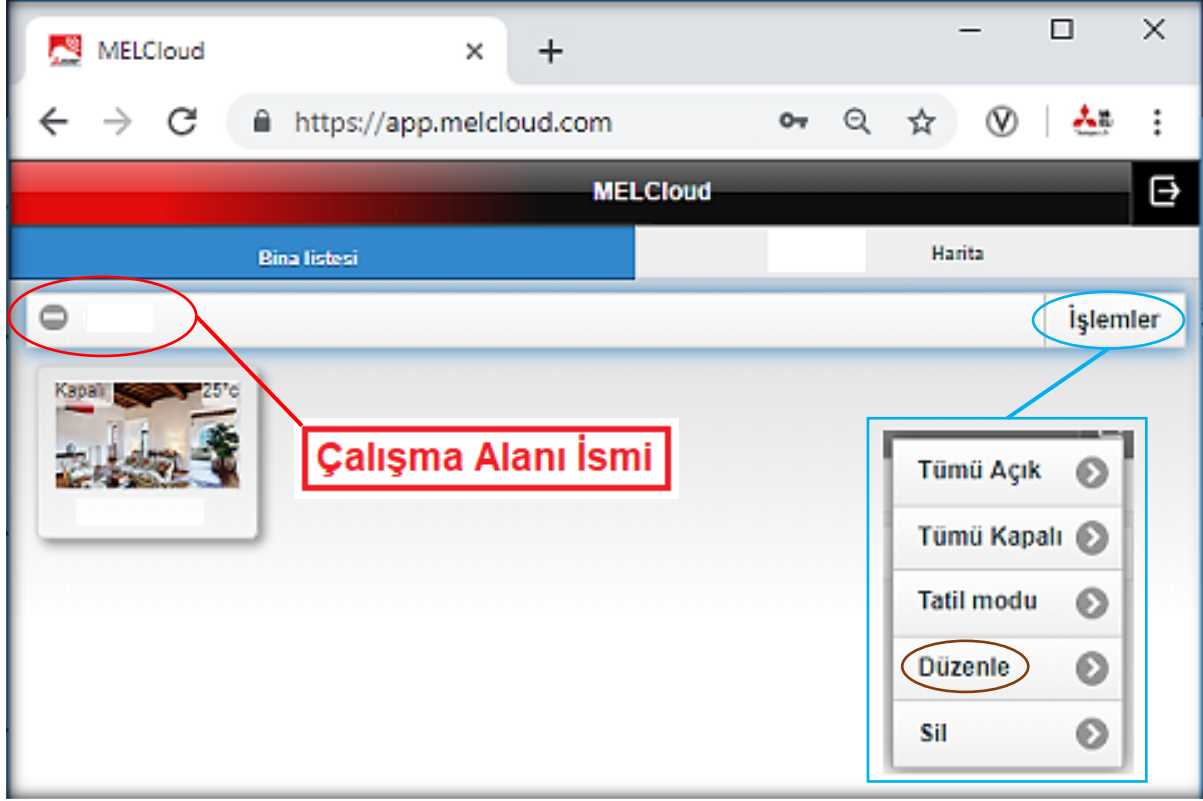 MELCloud
https://app.melcloud.com
MELCloud
Bina listesi
Harita
İşlemler
Kapalı 25°c
Çalışma Alanı İsmi
Tümü Açık
Tümü Kapalı
Tatil modu
Düzenle
Sil